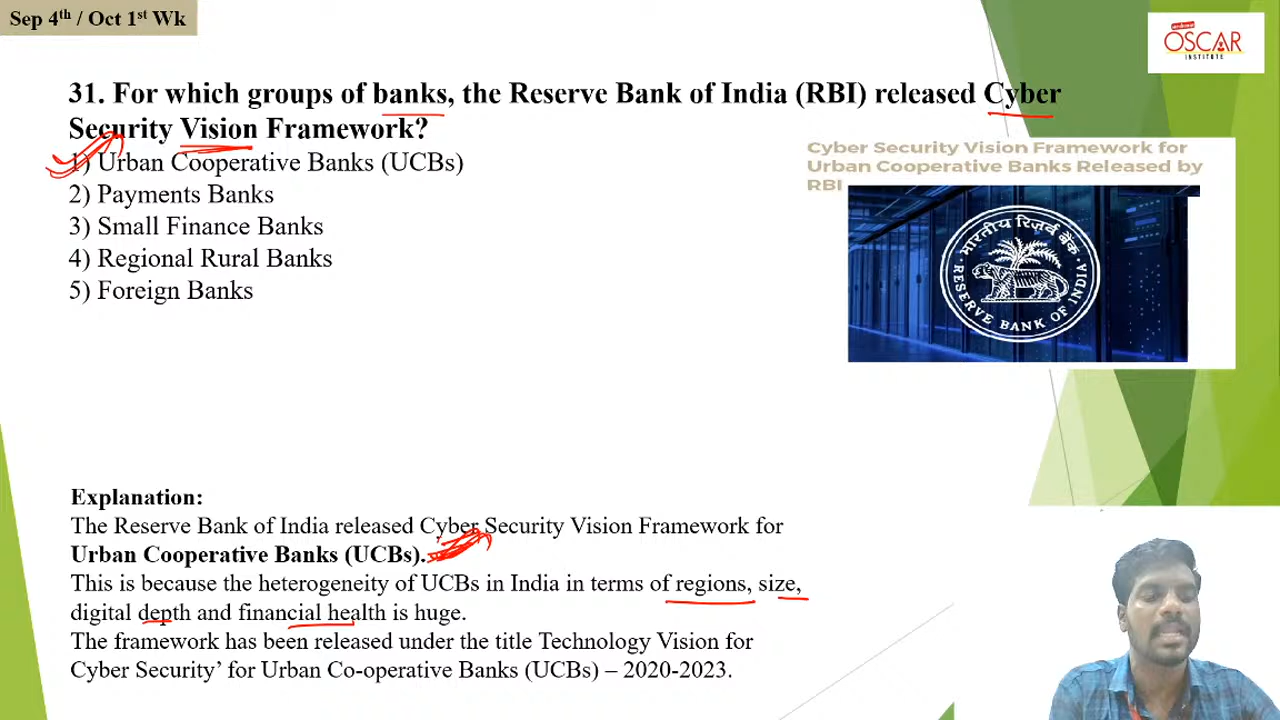 Sep 4th / Oct 1st Wk
OSCAR
INSTITUTE
31. For which groups of banks, the Reserve Bank of India (RBI) released Cyber
Security Vision Framework?
1) Urban Cooperative Banks (UCBs)
2) Payments Banks
3) Small Finance Banks
4) Regional Rural Banks
5) Foreign Banks
Cyber Security Vision Framework for
Urban Cooperative Banks Released by
RBI
भारतीय रिज़र्व बैंक
RESERVE BANK OF INDIA
Explanation:
The Reserve Bank of India released Cyber Security Vision Framework for
Urban Cooperative Banks (UCBs).
This is because the heterogeneity of UCBs in India in terms of regions, size,
digital depth and financial health is huge.
The framework has been released under the title Technology Vision for
Cyber Security’ for Urban Co-operative Banks (UCBs) – 2020-2023.